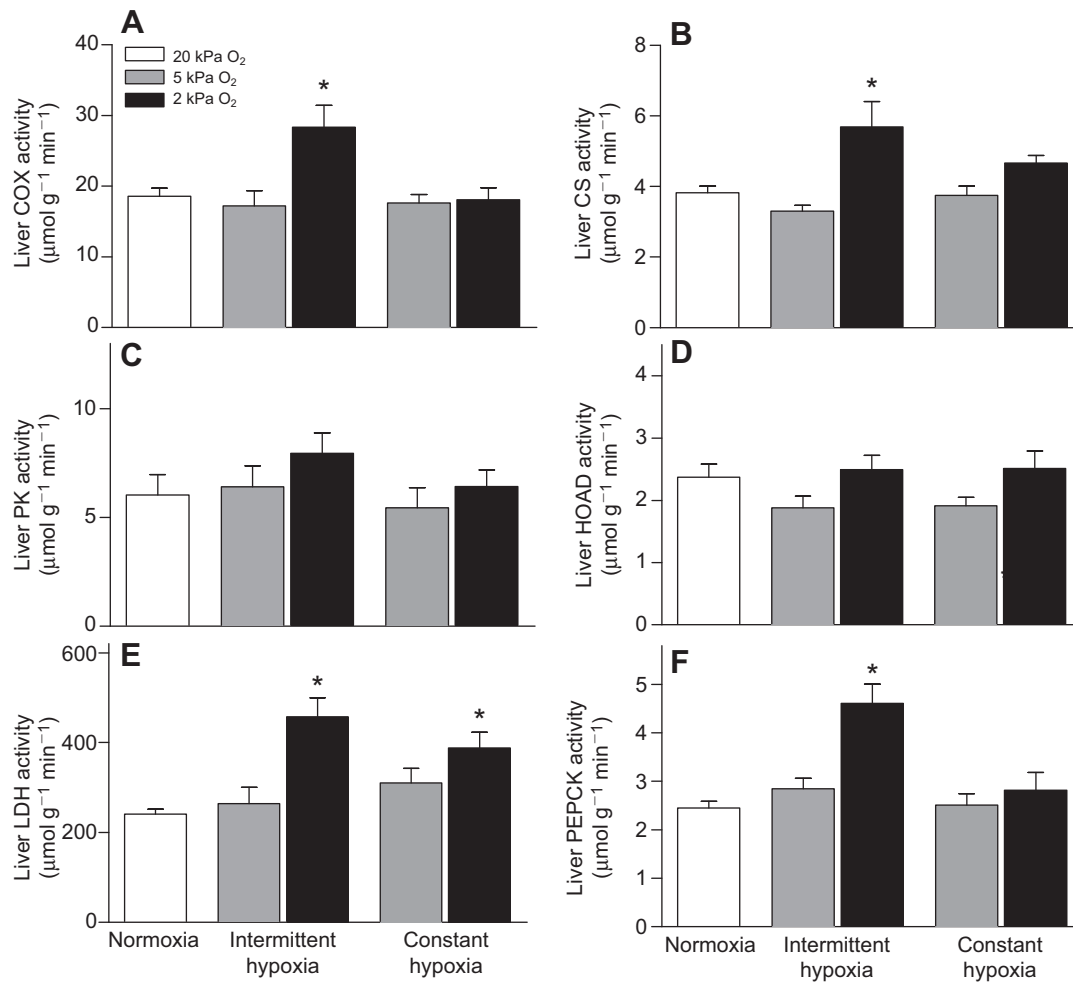 A
40
30
20
10
0
Liver COX activity
(µmol g−1 min−1)
20 kPa O2
5 kPa O2
2 kPa O2
*
B
8
6
4
2
0
Liver CS activity
(µmol g−1 min−1)
*
C
10
5
0
Liver PK activity
(µmol g−1 min−1)
D
4
3
2
1
0
Liver HOAD activity
(µmol g−1 min−1)
E
600
400
200
0
Liver LDH activity
(µmol g−1 min−1)
*
*
Normoxia
Intermittent
hypoxia
Constant
hypoxia
F
5
4
3
2
1
0
Liver PEPCK activity
(µmol g−1 min−1)
*
Normoxia
Intermittent
hypoxia
Constant
hypoxia